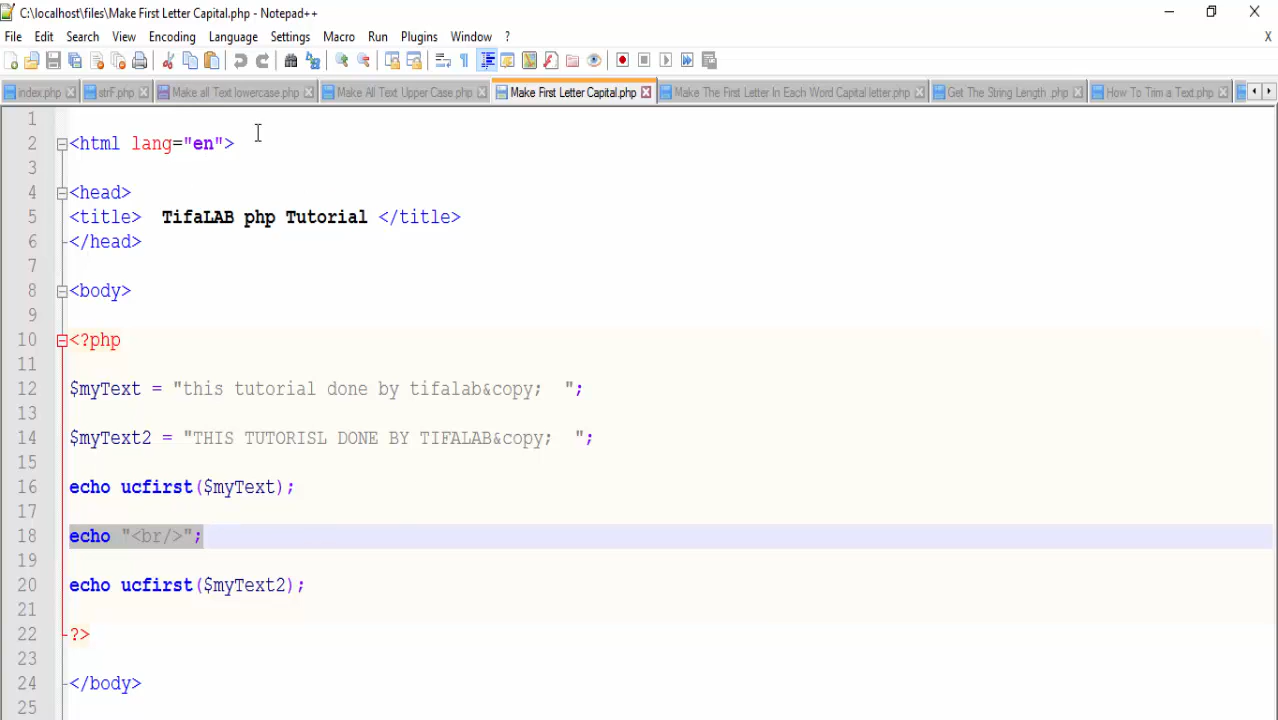 C:\localhost\files\Make First Letter Capital.php - Notepad++
File Edit Search View Encoding Language Settings Macro Run Plugins Window ? X
index.php strF.php Make all Text lowercase.php Make All Text Upper Case.php Make First Letter Capital.php Make The First Letter In Each Word Capital letter.php Get The String Length .php How To Trim a Text.php
1
2 <html lang="en">
3
4 <head>
5 <title>  TifaLAB php Tutorial </title>
6 </head>
7
8 <body>
9
10 <?php
11
12 $myText = "this tutorial done by tifalab&copy;  ";
13
14 $myText2 = "THIS TUTORISL DONE BY TIFALAB&copy;  ";
15
16 echo ucfirst($myText);
17
18 echo "<br/>";
19
20 echo ucfirst($myText2);
21
22 ?>
23
24 </body>
25